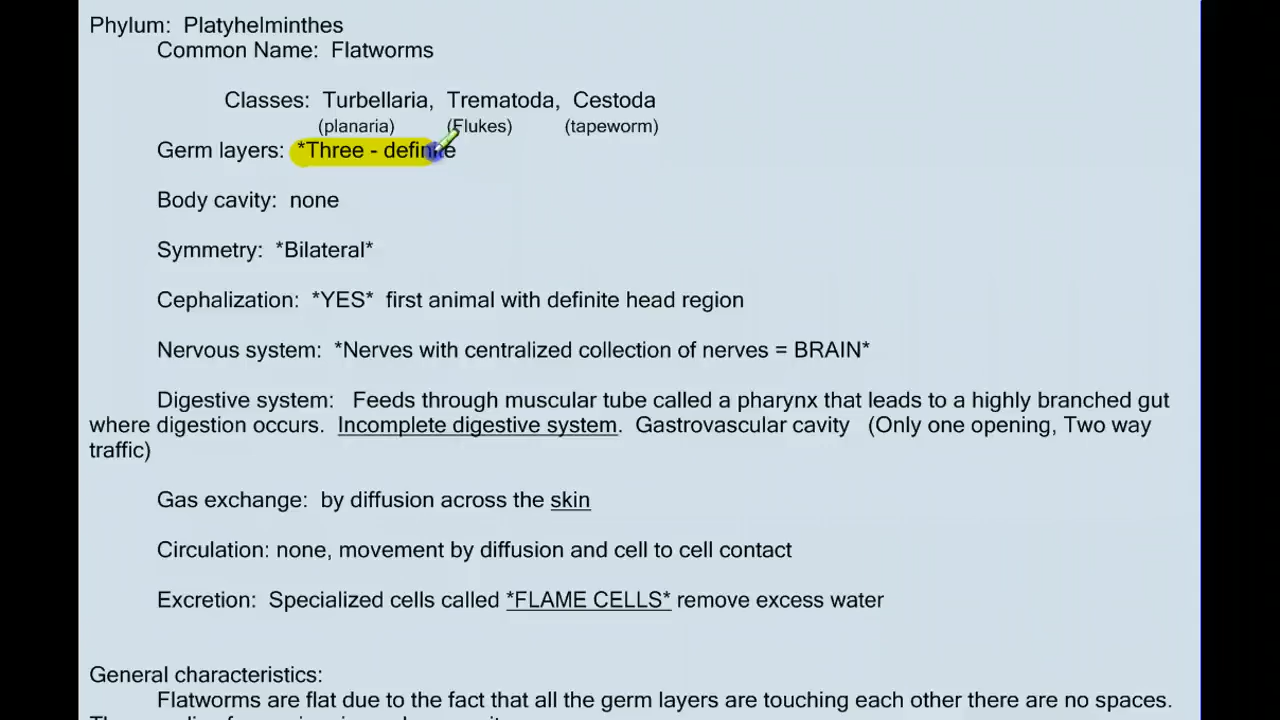 Phylum: Platyhelminthes
Common Name: Flatworms
Classes: Turbellaria, Trematoda, Cestoda
(planaria) (Flukes) (tapeworm)
Germ layers: *Three - definite
Body cavity: none
Symmetry: *Bilateral*
Cephalization: *YES* first animal with definite head region
Nervous system: *Nerves with centralized collection of nerves = BRAIN*
Digestive system: Feeds through muscular tube called a pharynx that leads to a highly branched gut
where digestion occurs. Incomplete digestive system. Gastrovascular cavity (Only one opening, Two way
traffic)
Gas exchange: by diffusion across the skin
Circulation: none, movement by diffusion and cell to cell contact
Excretion: Specialized cells called *FLAME CELLS* remove excess water
General characteristics:
Flatworms are flat due to the fact that all the germ layers are touching each other there are no spaces.